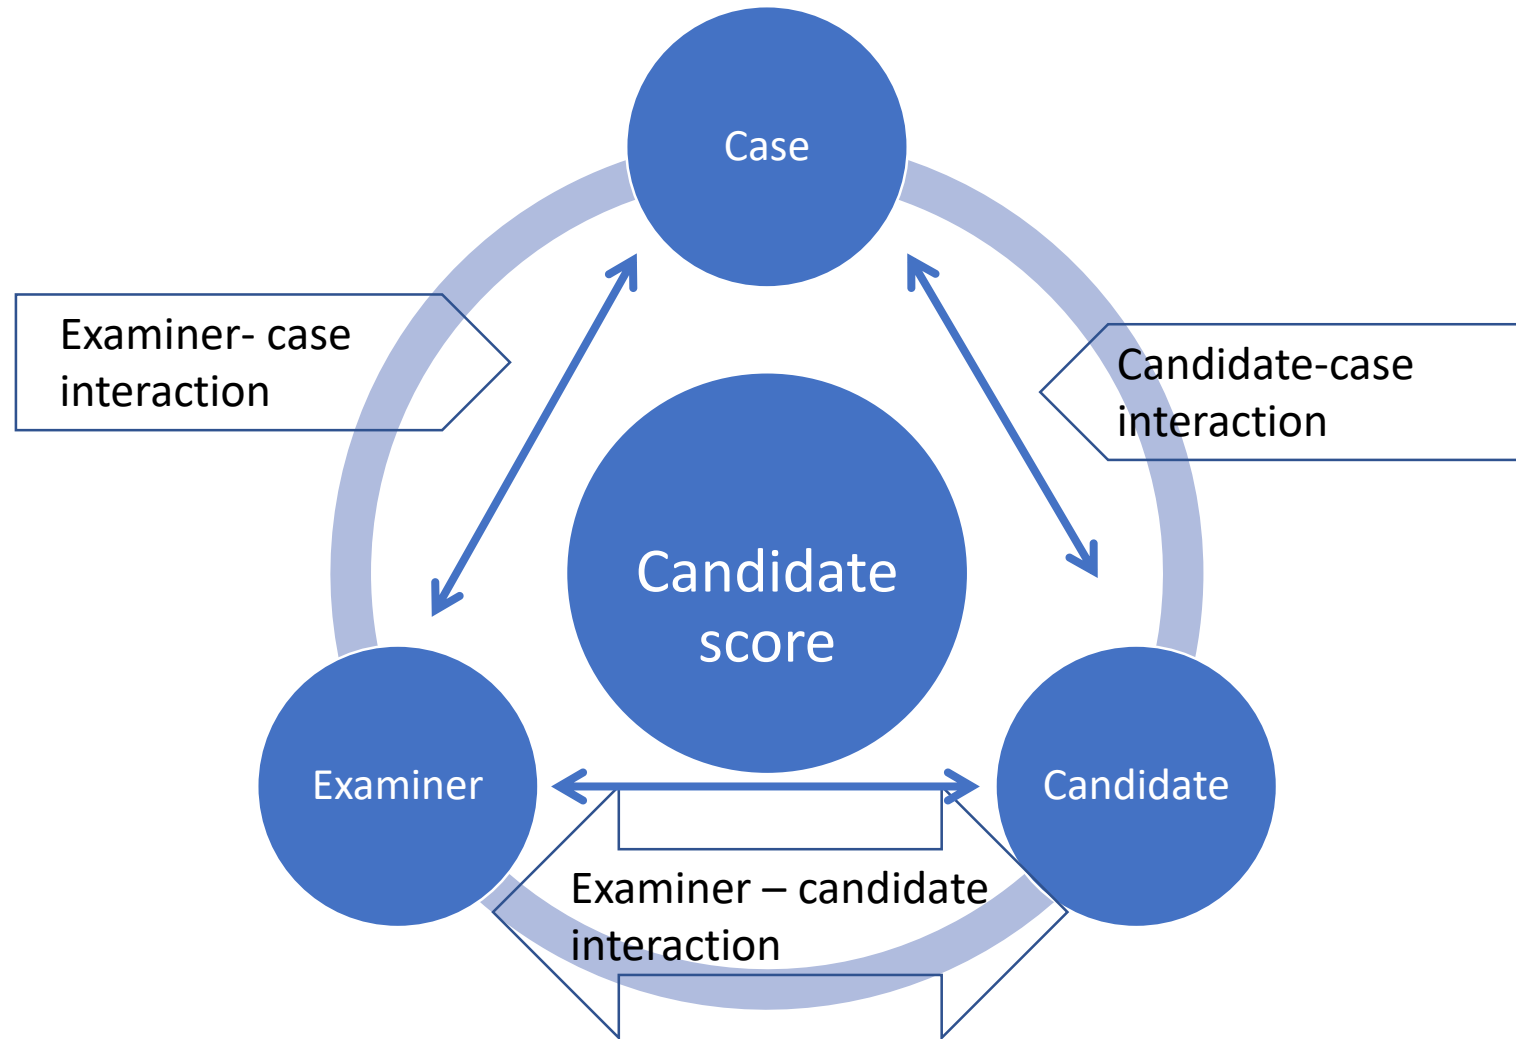 Case
Examiner- case
interaction
Candidate-case
interaction
Candidate
score
Examiner
Candidate
Examiner – candidate
interaction